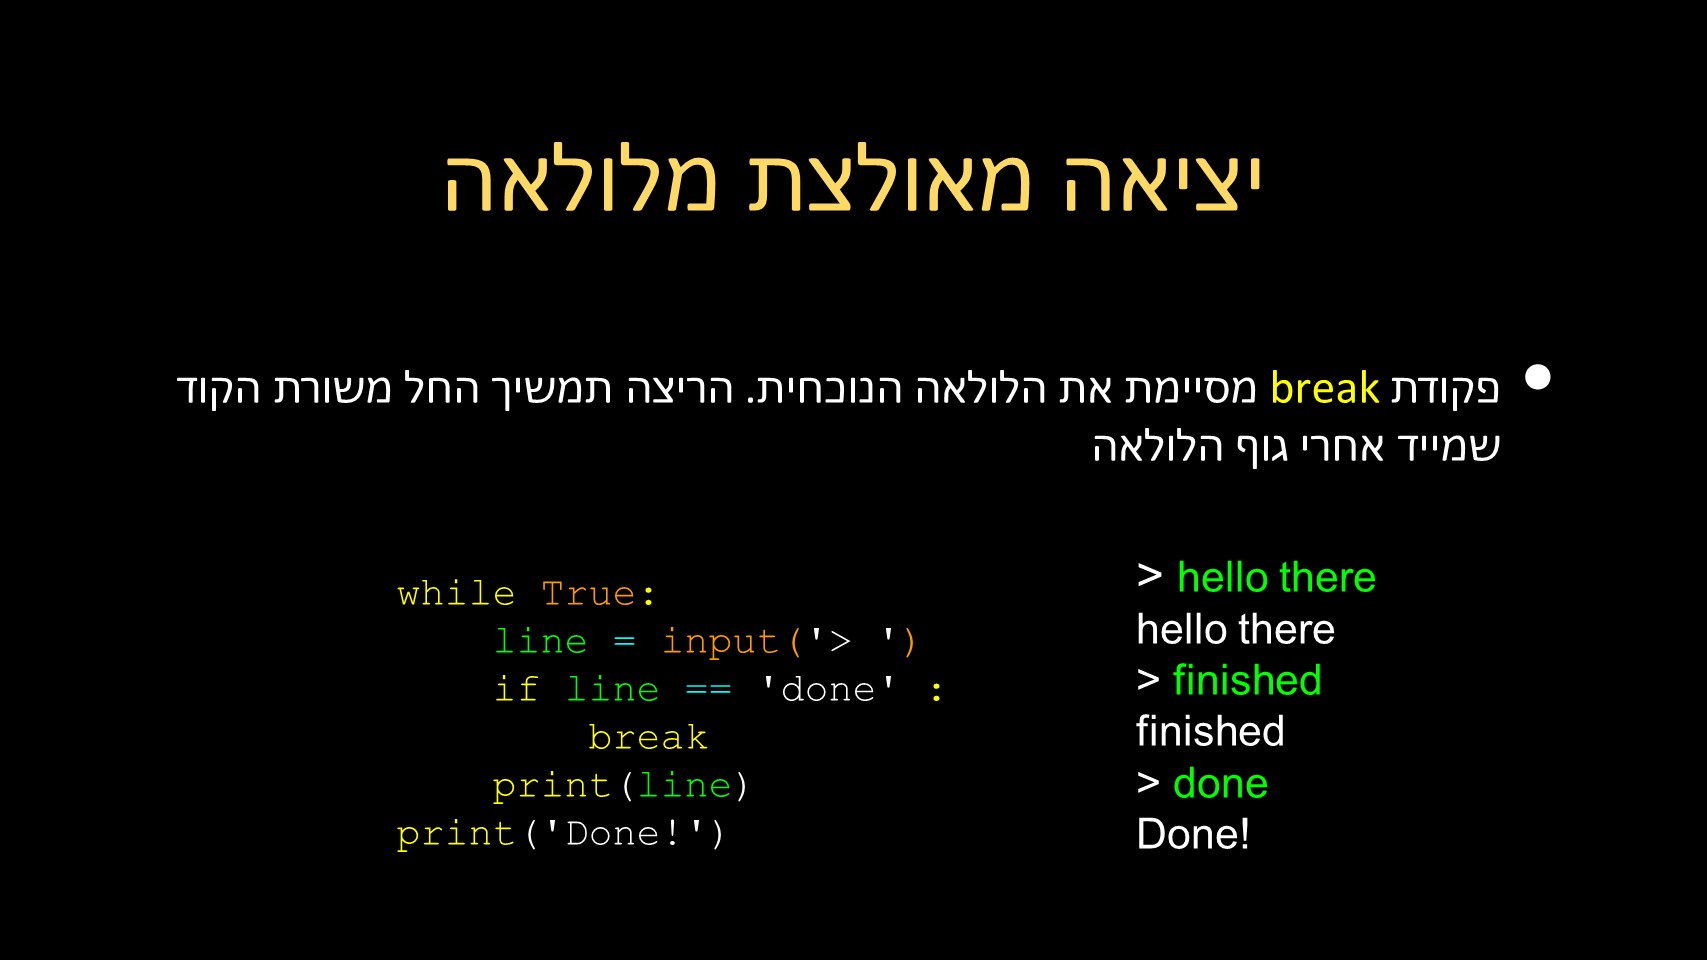 יציאה מאולצת מלולאה
• פקודת break מסיימת את הלולאה הנוכחית. הריצה תמשיך החל משורת הקוד
שמייד אחרי גוף הלולאה
while True:
    line = input('> ')
    if line == 'done' :
        break
    print(line)
print('Done!')
> hello there
hello there
> finished
finished
> done
Done!